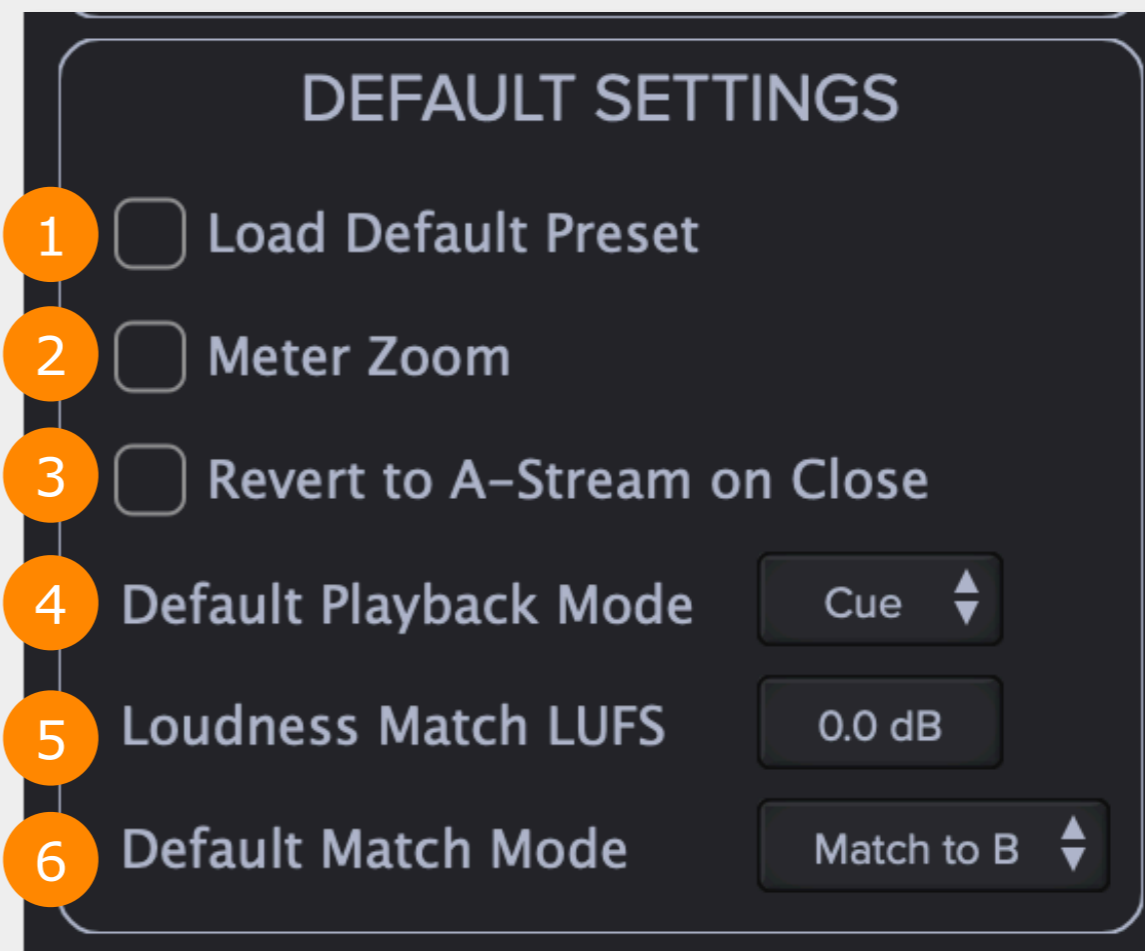 DEFAULT SETTINGS
1 Load Default Preset
2 Meter Zoom
3 Revert to A-Stream on Close
4 Default Playback Mode Cue
5 Loudness Match LUFS 0.0 dB
6 Default Match Mode Match to B